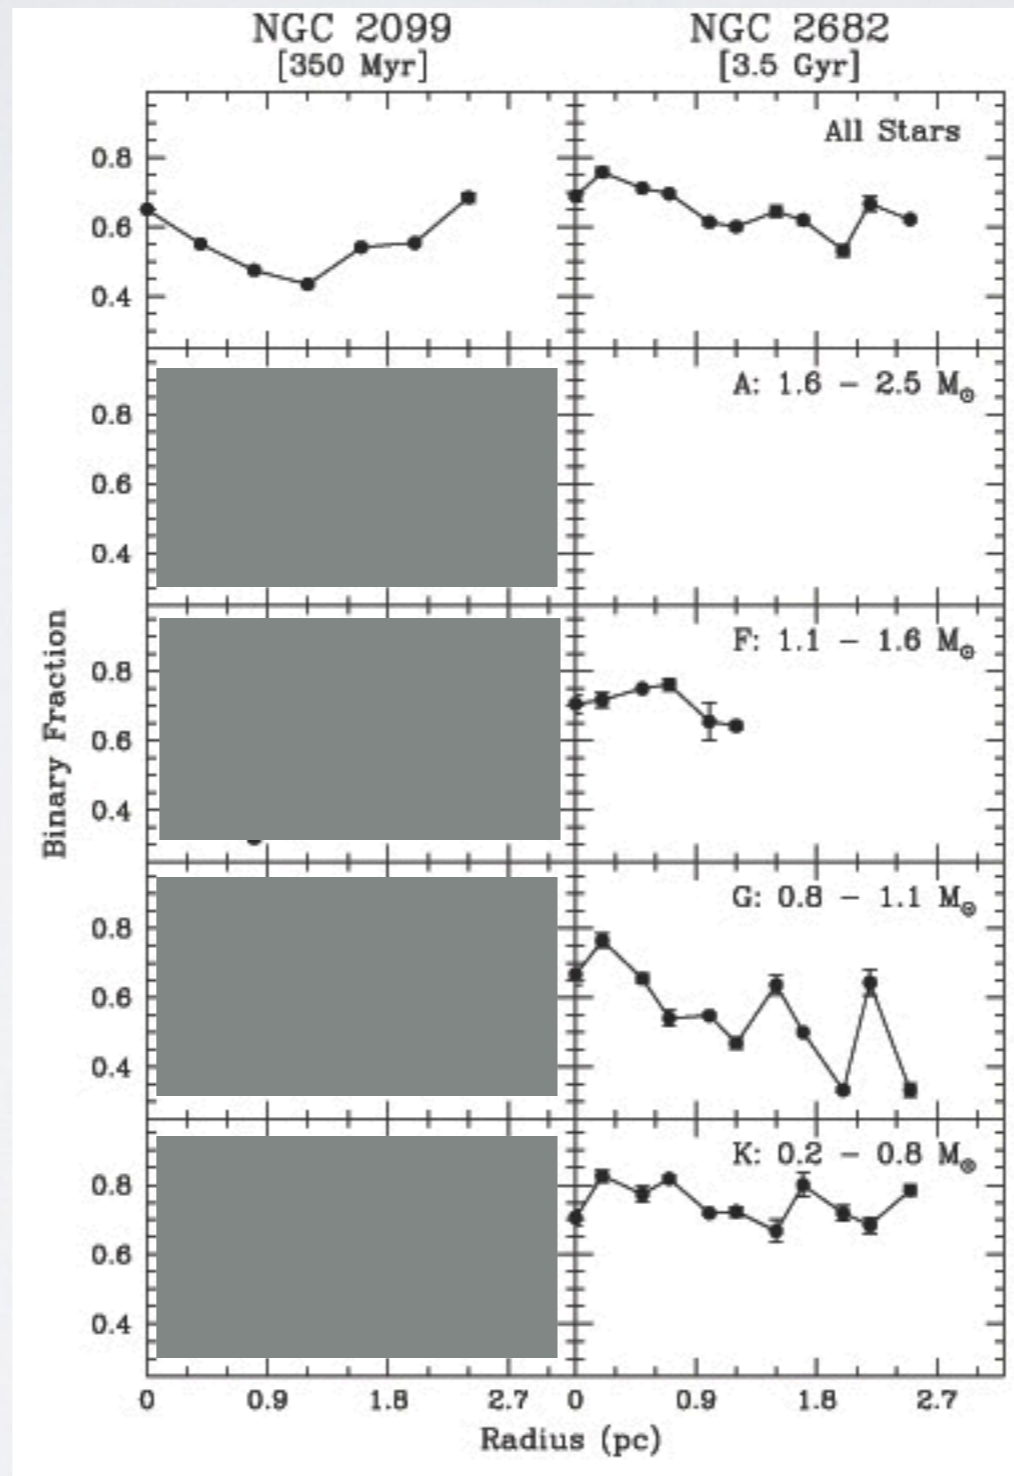 NGC 2099 NGC 2682
[350 Myr] [3.5 Gyr]
All Stars
0.8
0.6
0.4
A: 1.6 – 2.5 M⊙
0.8
0.6
0.4
F: 1.1 – 1.6 M⊙
0.8
0.6
0.4
G: 0.8 – 1.1 M⊙
0.8
0.6
0.4
K: 0.2 – 0.8 M⊙
0.8
0.6
0.4
Binary Fraction
0 0.9 1.8 2.7 0 0.9 1.8 2.7
Radius (pc)